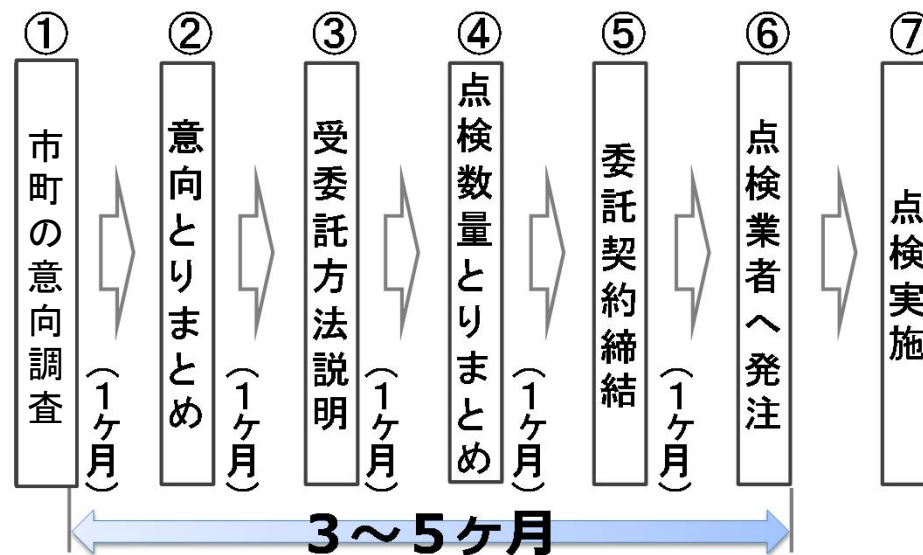 ①
市町の意向調査
（１ヶ月）
②
意向とりまとめ
（１ヶ月）
③
受委託方法説明
（１ヶ月）
④
点検数量とりまとめ
（１ヶ月）
⑤
委託契約締結
（１ヶ月）
⑥
点検業者へ発注
⑦
点検実施
３～５ヶ月